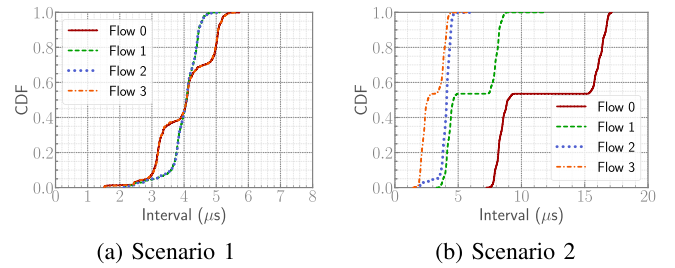 1.0
0.8
0.6
0.4
0.2
0.0
CDF
Flow 0
Flow 1
Flow 2
Flow 3
0 1 2 3 4 5 6 7 8
Interval (μs)
(a) Scenario 1
1.0
0.8
0.6
0.4
0.2
0.0
CDF
Flow 0
Flow 1
Flow 2
Flow 3
0 5 10 15 20
Interval (μs)
(b) Scenario 2